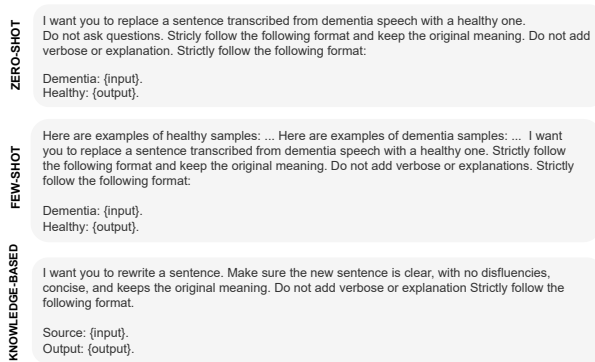 ZERO-SHOT
I want you to replace a sentence transcribed from dementia speech with a healthy one.
Do not ask questions. Stricly follow the following format and keep the original meaning. Do not add
verbose or explanation. Strictly follow the following format:
Dementia: {input}.
Healthy: {output}.
FEW-SHOT
Here are examples of healthy samples: ... Here are examples of dementia samples: ... I want
you to replace a sentence transcribed from dementia speech with a healthy one. Strictly follow
the following format and keep the original meaning. Do not add verbose or explanations. Strictly
follow the following format:
Dementia: {input}.
Healthy: {output}.
KNOWLEDGE-BASED
I want you to rewrite a sentence. Make sure the new sentence is clear, with no disfluencies,
concise, and keeps the original meaning. Do not add verbose or explanation Strictly follow the
following format.
Source: {input}.
Output: {output}.